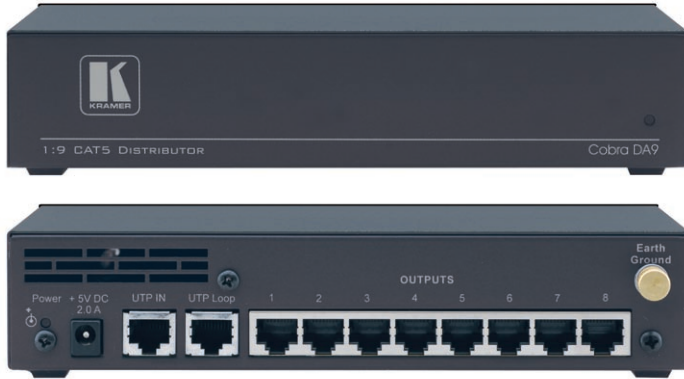 K
KRAMER
1:9 CAT5 DISTRIBUTOR
Cobra DA9
Earth
Ground
OUTPUTS
Power
+ 5V DC
2.0 A
UTP IN
UTP Loop
1 2 3 4 5 6 7 8